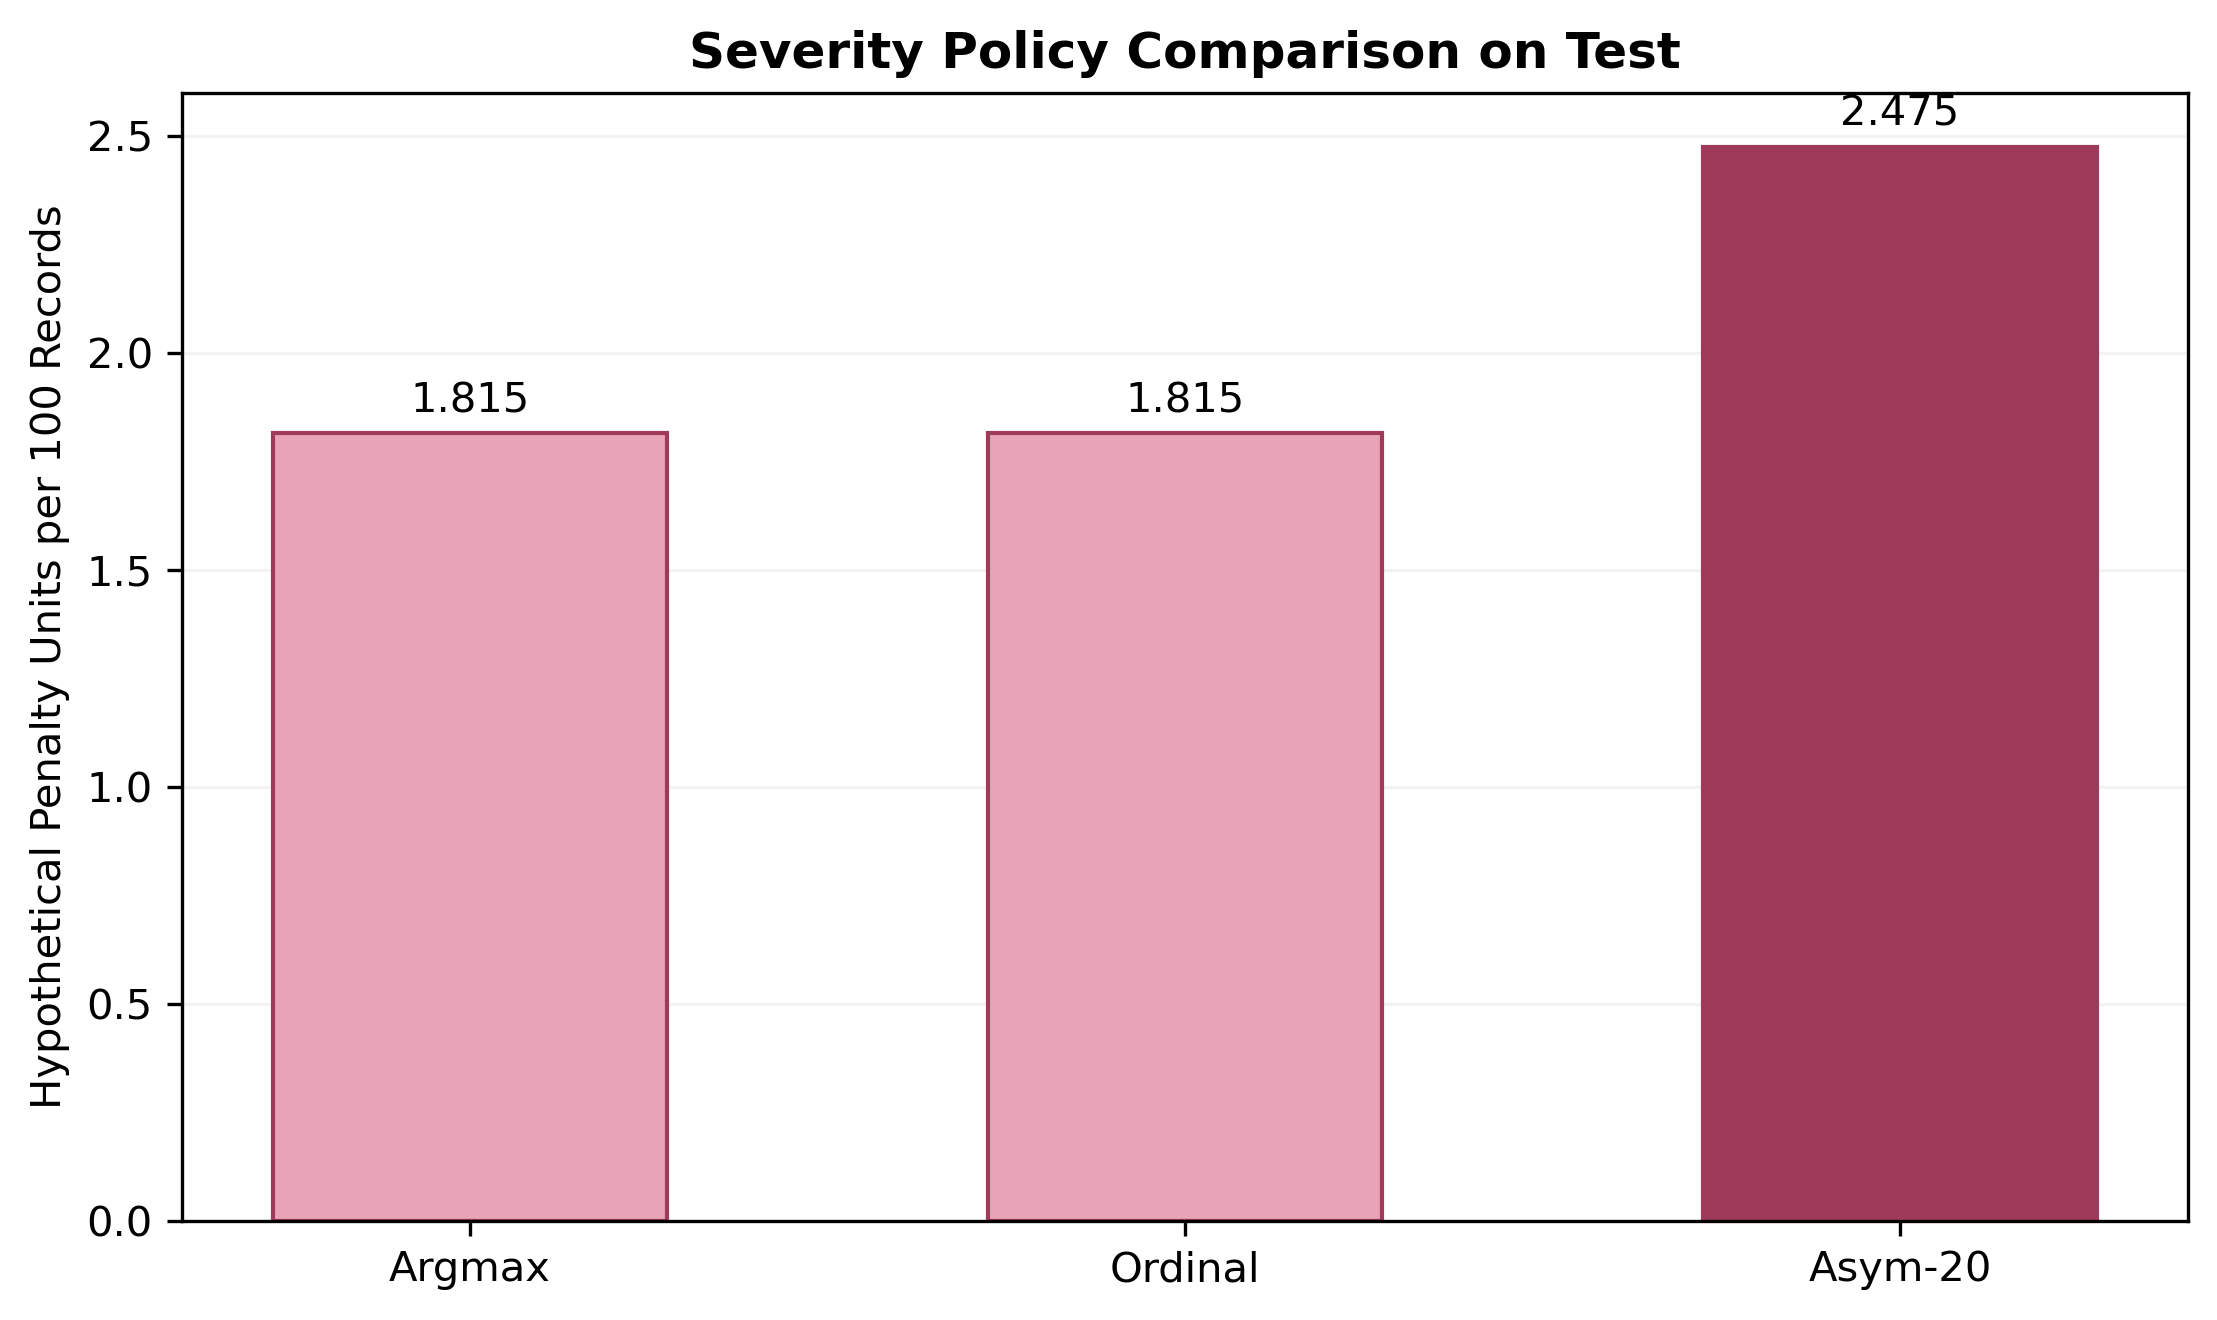 Severity Policy Comparison on Test
Hypothetical Penalty Units per 100 Records
2.5
2.0
1.5
1.0
0.5
0.0
1.815
1.815
2.475
Argmax
Ordinal
Asym-20